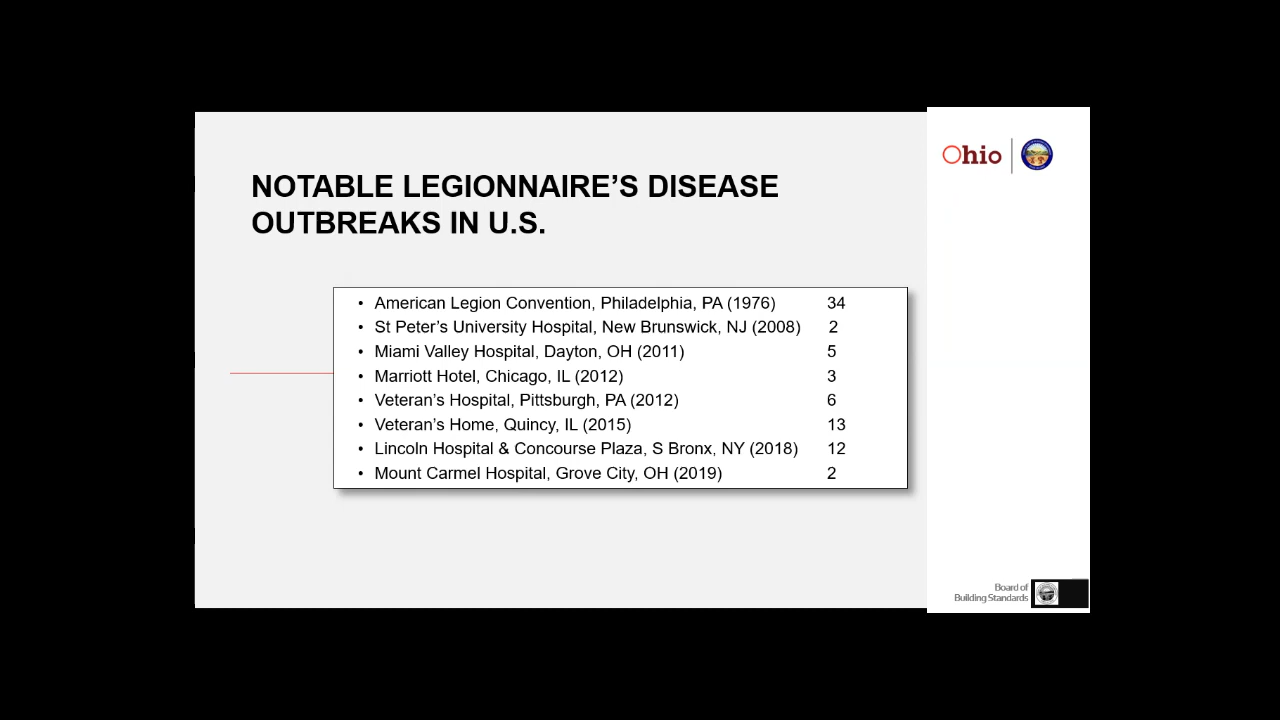 Ohio
NOTABLE LEGIONNAIRE’S DISEASE
OUTBREAKS IN U.S.
• American Legion Convention, Philadelphia, PA (1976) 34
• St Peter’s University Hospital, New Brunswick, NJ (2008) 2
• Miami Valley Hospital, Dayton, OH (2011) 5
• Marriott Hotel, Chicago, IL (2012) 3
• Veteran’s Hospital, Pittsburgh, PA (2012) 6
• Veteran’s Home, Quincy, IL (2015) 13
• Lincoln Hospital & Concourse Plaza, S Bronx, NY (2018) 12
• Mount Carmel Hospital, Grove City, OH (2019) 2
Board of
Building Standards